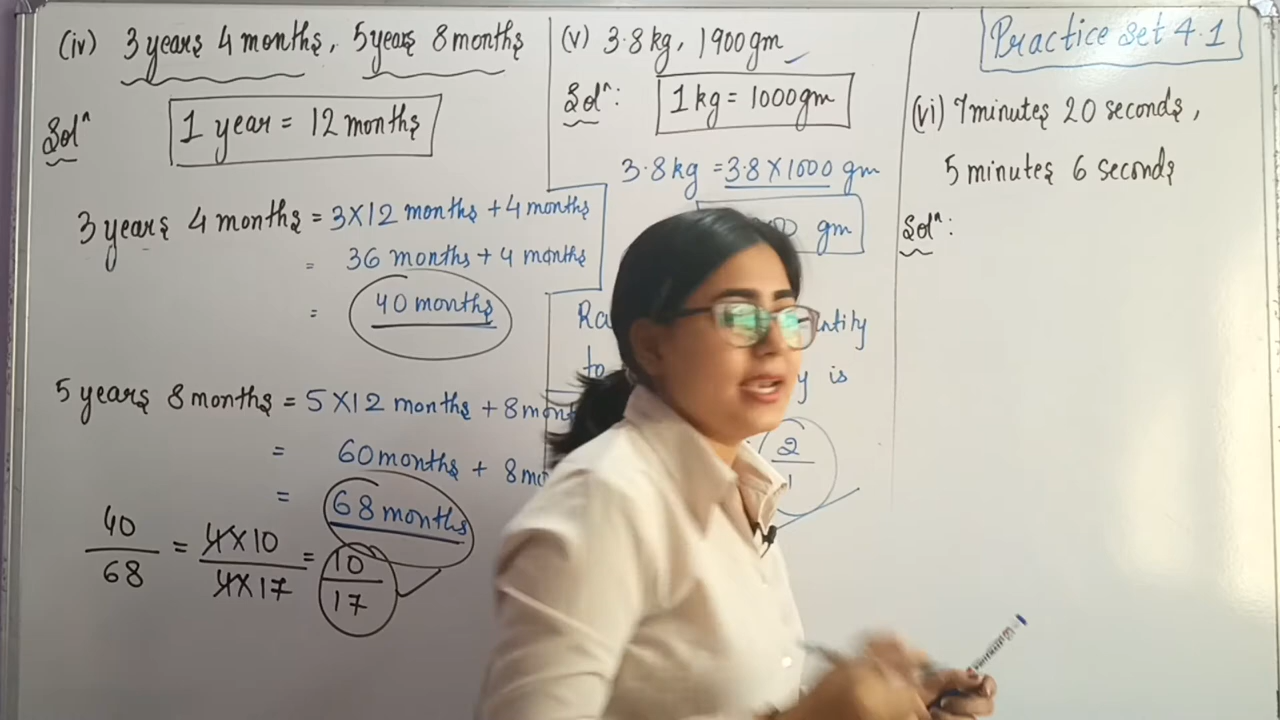 (iv) 3 years 4 months, 5 years 8 months
Solⁿ
1 year = 12 months
3 years 4 months = 3×12 months + 4 months
= 36 months + 4 months
= 40 months
5 years 8 months = 5×12 months + 8 mont
= 60 months + 8 mo
= 68 months
40/68 = 4×10/4×17 = 10/17
(v) 3.8 kg, 1900 gm
Solⁿ:
1 kg = 1000 gm
3.8 kg = 3.8 × 1000 gm
gm
Ra ntity
to y is
2/1
Practice Set 4.1
(vi) 7 minutes 20 seconds,
5 minutes 6 seconds
Solⁿ: